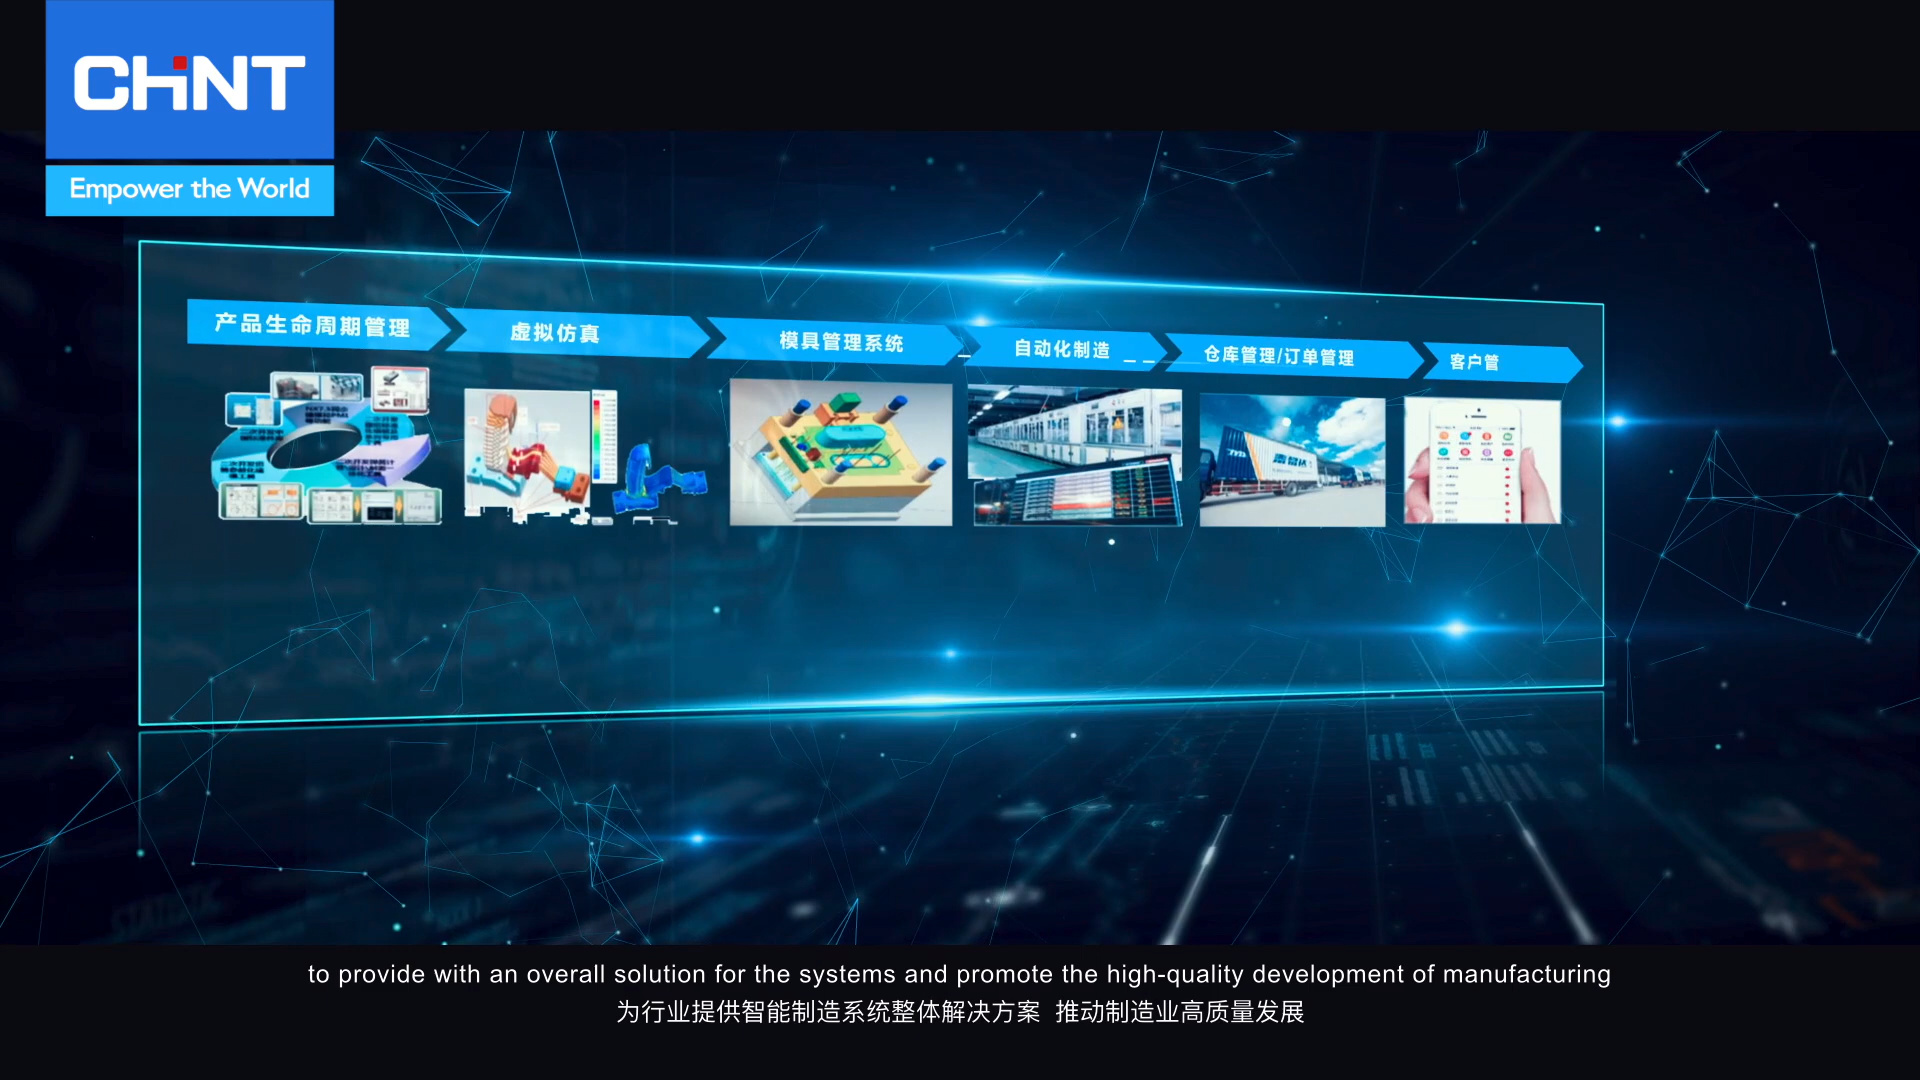 CHINT
Empower the World
产品生命周期管理
虚拟仿真
模具管理系统
自动化制造
仓库管理/订单管理
客户管
to provide with an overall solution for the systems and promote the high-quality development of manufacturing
为行业提供智能制造系统整体解决方案 推动制造业高质量发展